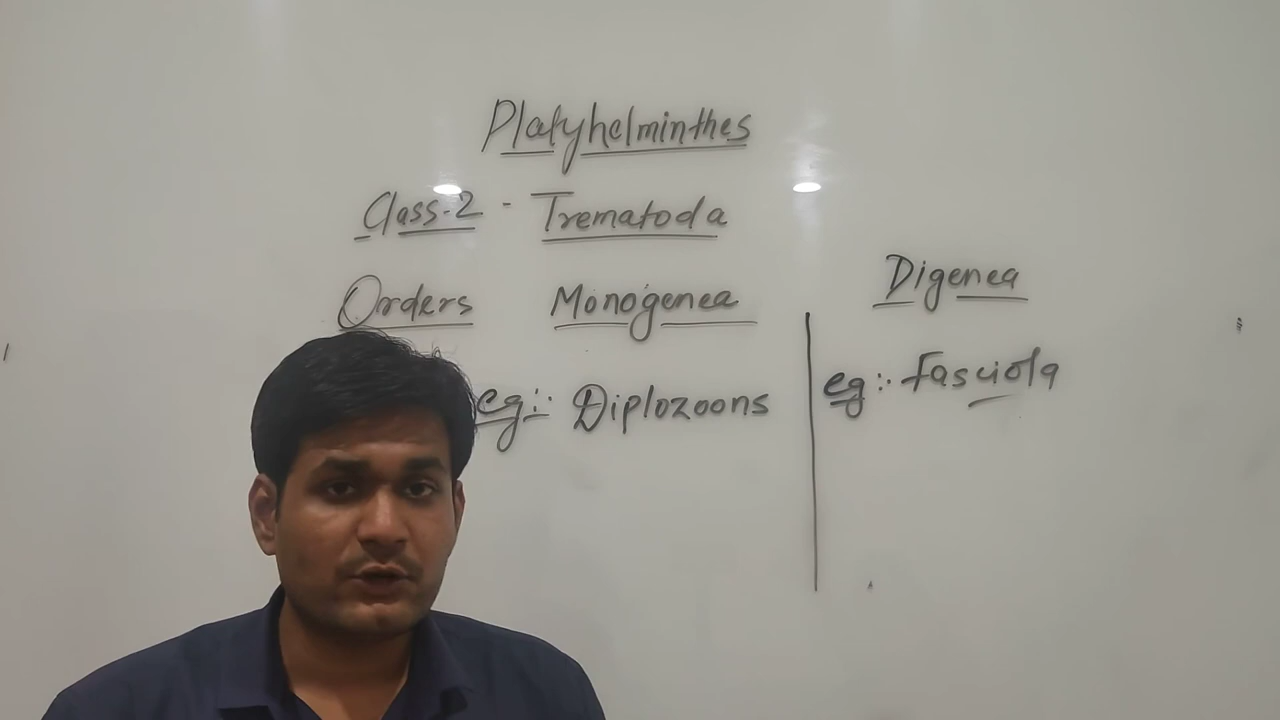 Platyhelminthes
Class-2 - Trematoda
Orders Monogenea Digenea
eg:- Diplozoons eg:- Fasciola